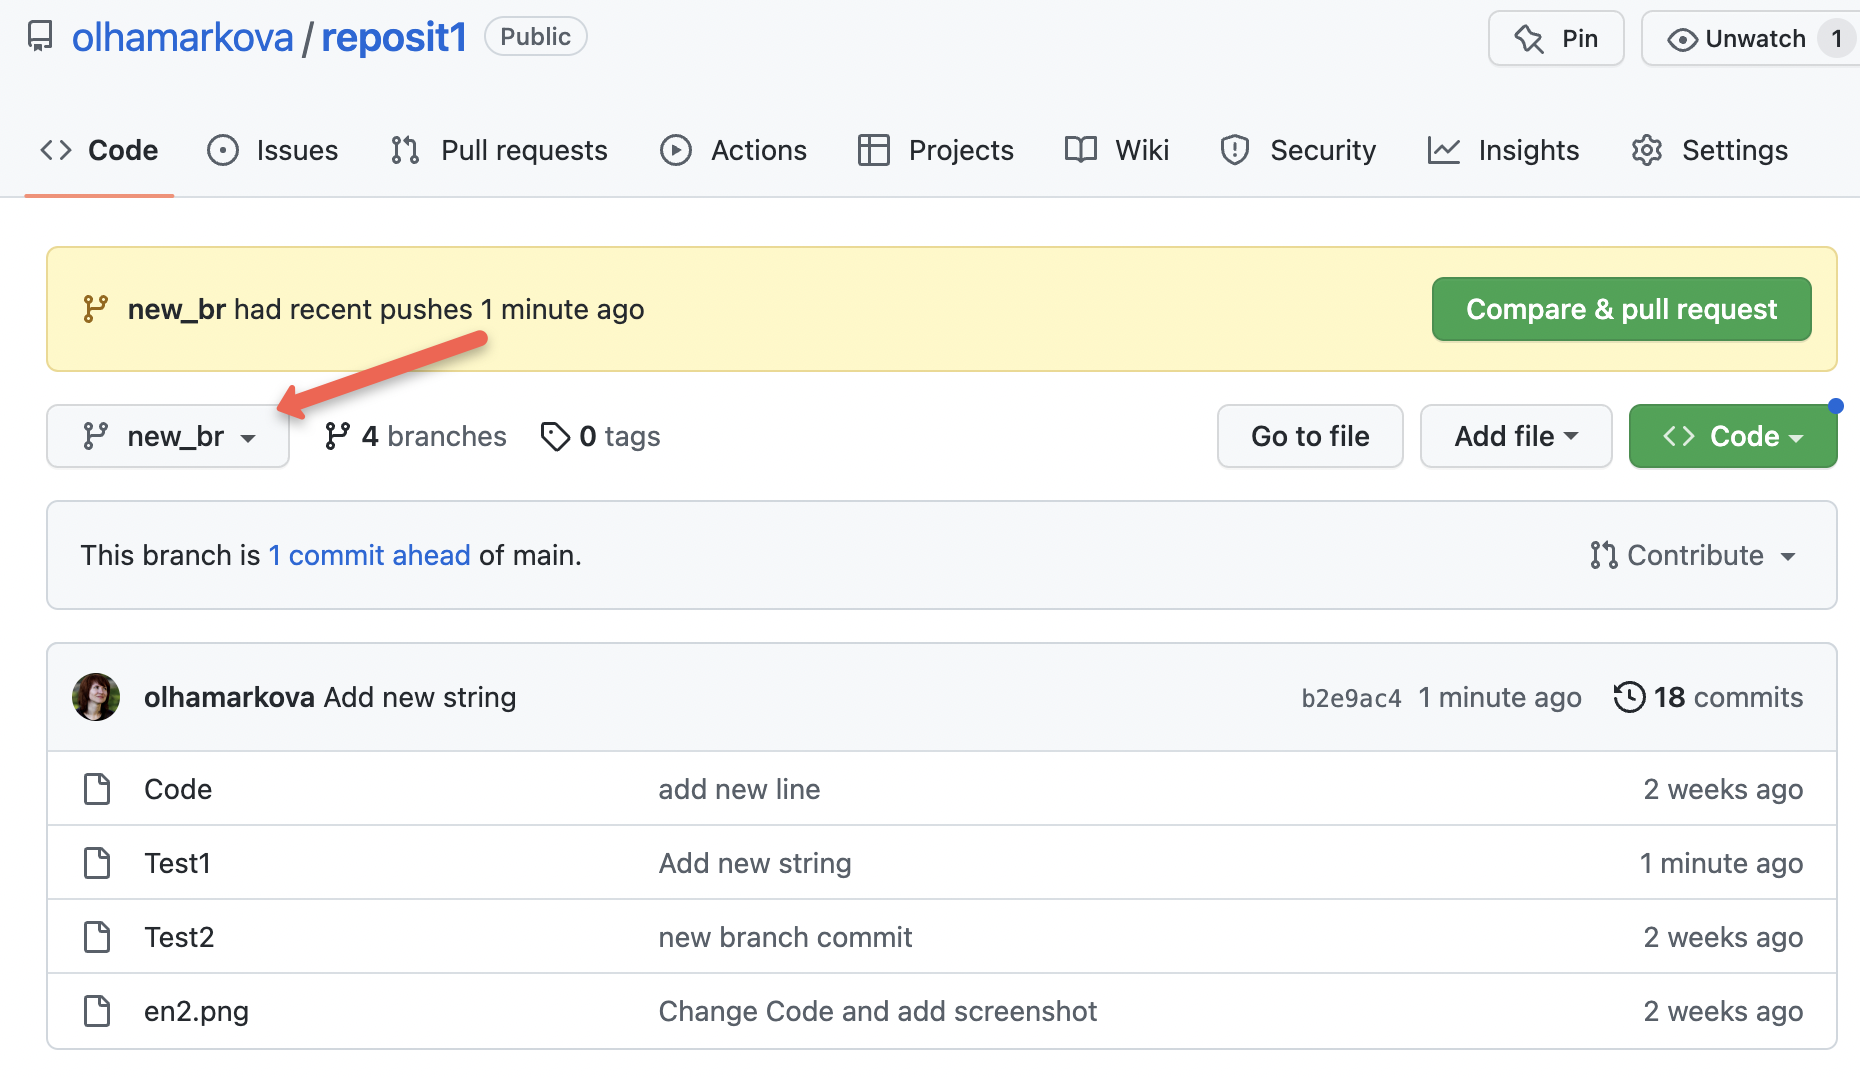 olhamarkova / reposit1 Public Pin Unwatch 1
Code Issues Pull requests Actions Projects Wiki Security Insights Settings
new_br had recent pushes 1 minute ago Compare & pull request
new_br 4 branches 0 tags Go to file Add file Code
This branch is 1 commit ahead of main. Contribute
olhamarkova Add new string b2e9ac4 1 minute ago 18 commits
Code add new line 2 weeks ago
Test1 Add new string 1 minute ago
Test2 new branch commit 2 weeks ago
en2.png Change Code and add screenshot 2 weeks ago